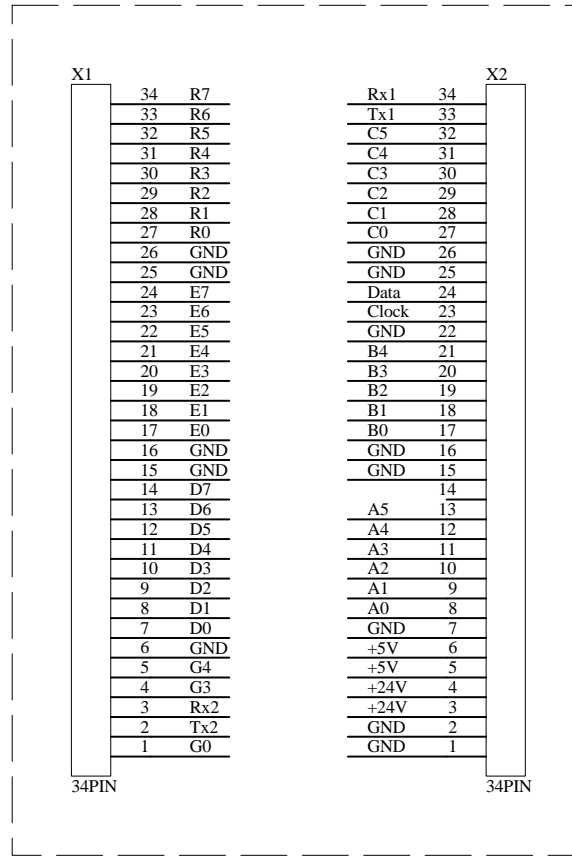 X1 X2
34 R7 Rx1 34
33 R6 Tx1 33
32 R5 C5 32
31 R4 C4 31
30 R3 C3 30
29 R2 C2 29
28 R1 C1 28
27 R0 C0 27
26 GND GND 26
25 GND GND 25
24 E7 Data 24
23 E6 Clock 23
22 E5 GND 22
21 E4 B4 21
20 E3 B3 20
19 E2 B2 19
18 E1 B1 18
17 E0 B0 17
16 GND GND 16
15 GND GND 15
14 D7 14
13 D6 A5 13
12 D5 A4 12
11 D4 A3 11
10 D3 A2 10
9 D2 A1 9
8 D1 A0 8
7 D0 GND 7
6 GND +5V 6
5 G4 +5V 5
4 G3 +24V 4
3 Rx2 +24V 3
2 Tx2 GND 2
1 G0 GND 1
34PIN 34PIN